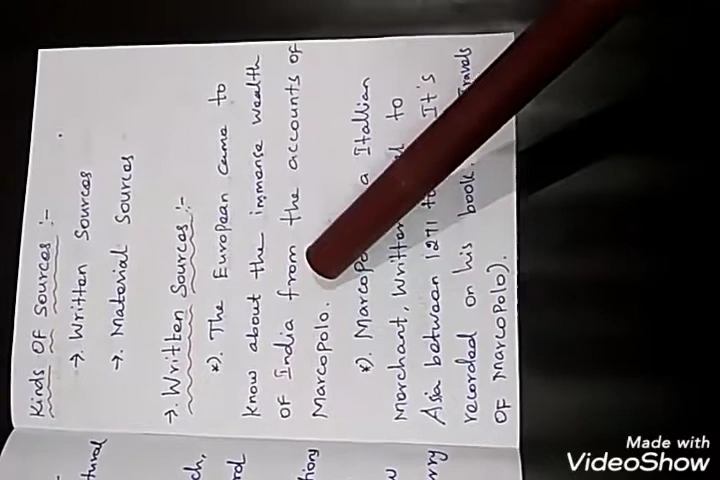 Kinds Of Sources :-
→ Written Sources
→ Material Sources
→. Written Sources :-
*). The European came to
know about the immense wealth
of India from the accounts of
Marcopolo.
*). a Itallian
Merchant, to
Asia between 1271 It's
recorded on his book. Travels
of Marcopolo).
Made with
VideoShow